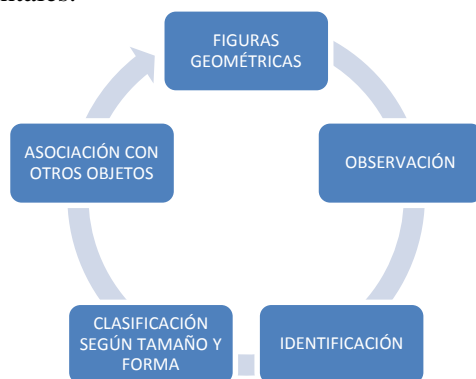 FIGURAS
GEOMÉTRICAS
OBSERVACIÓN
IDENTIFICACIÓN
CLASIFICACIÓN
SEGÚN TAMAÑO Y
FORMA
ASOCIACIÓN CON
OTROS OBJETOS